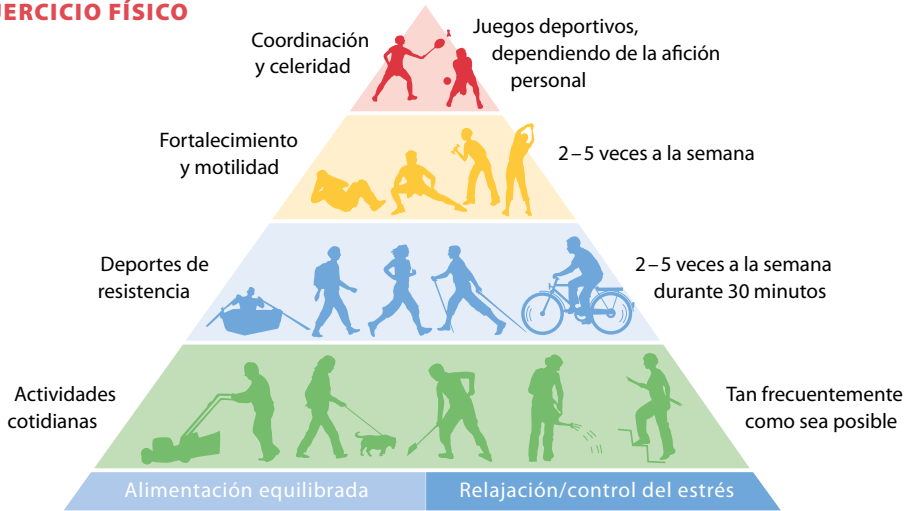 JERCICIO FÍSICO
Coordinación
y celeridad
Juegos deportivos,
dependiendo de la afición
personal
Fortalecimiento
y motilidad
2–5 veces a la semana
Deportes de
resistencia
2–5 veces a la semana
durante 30 minutos
Actividades
cotidianas
Tan frecuentemente
como sea posible
Alimentación equilibrada
Relajación/control del estrés